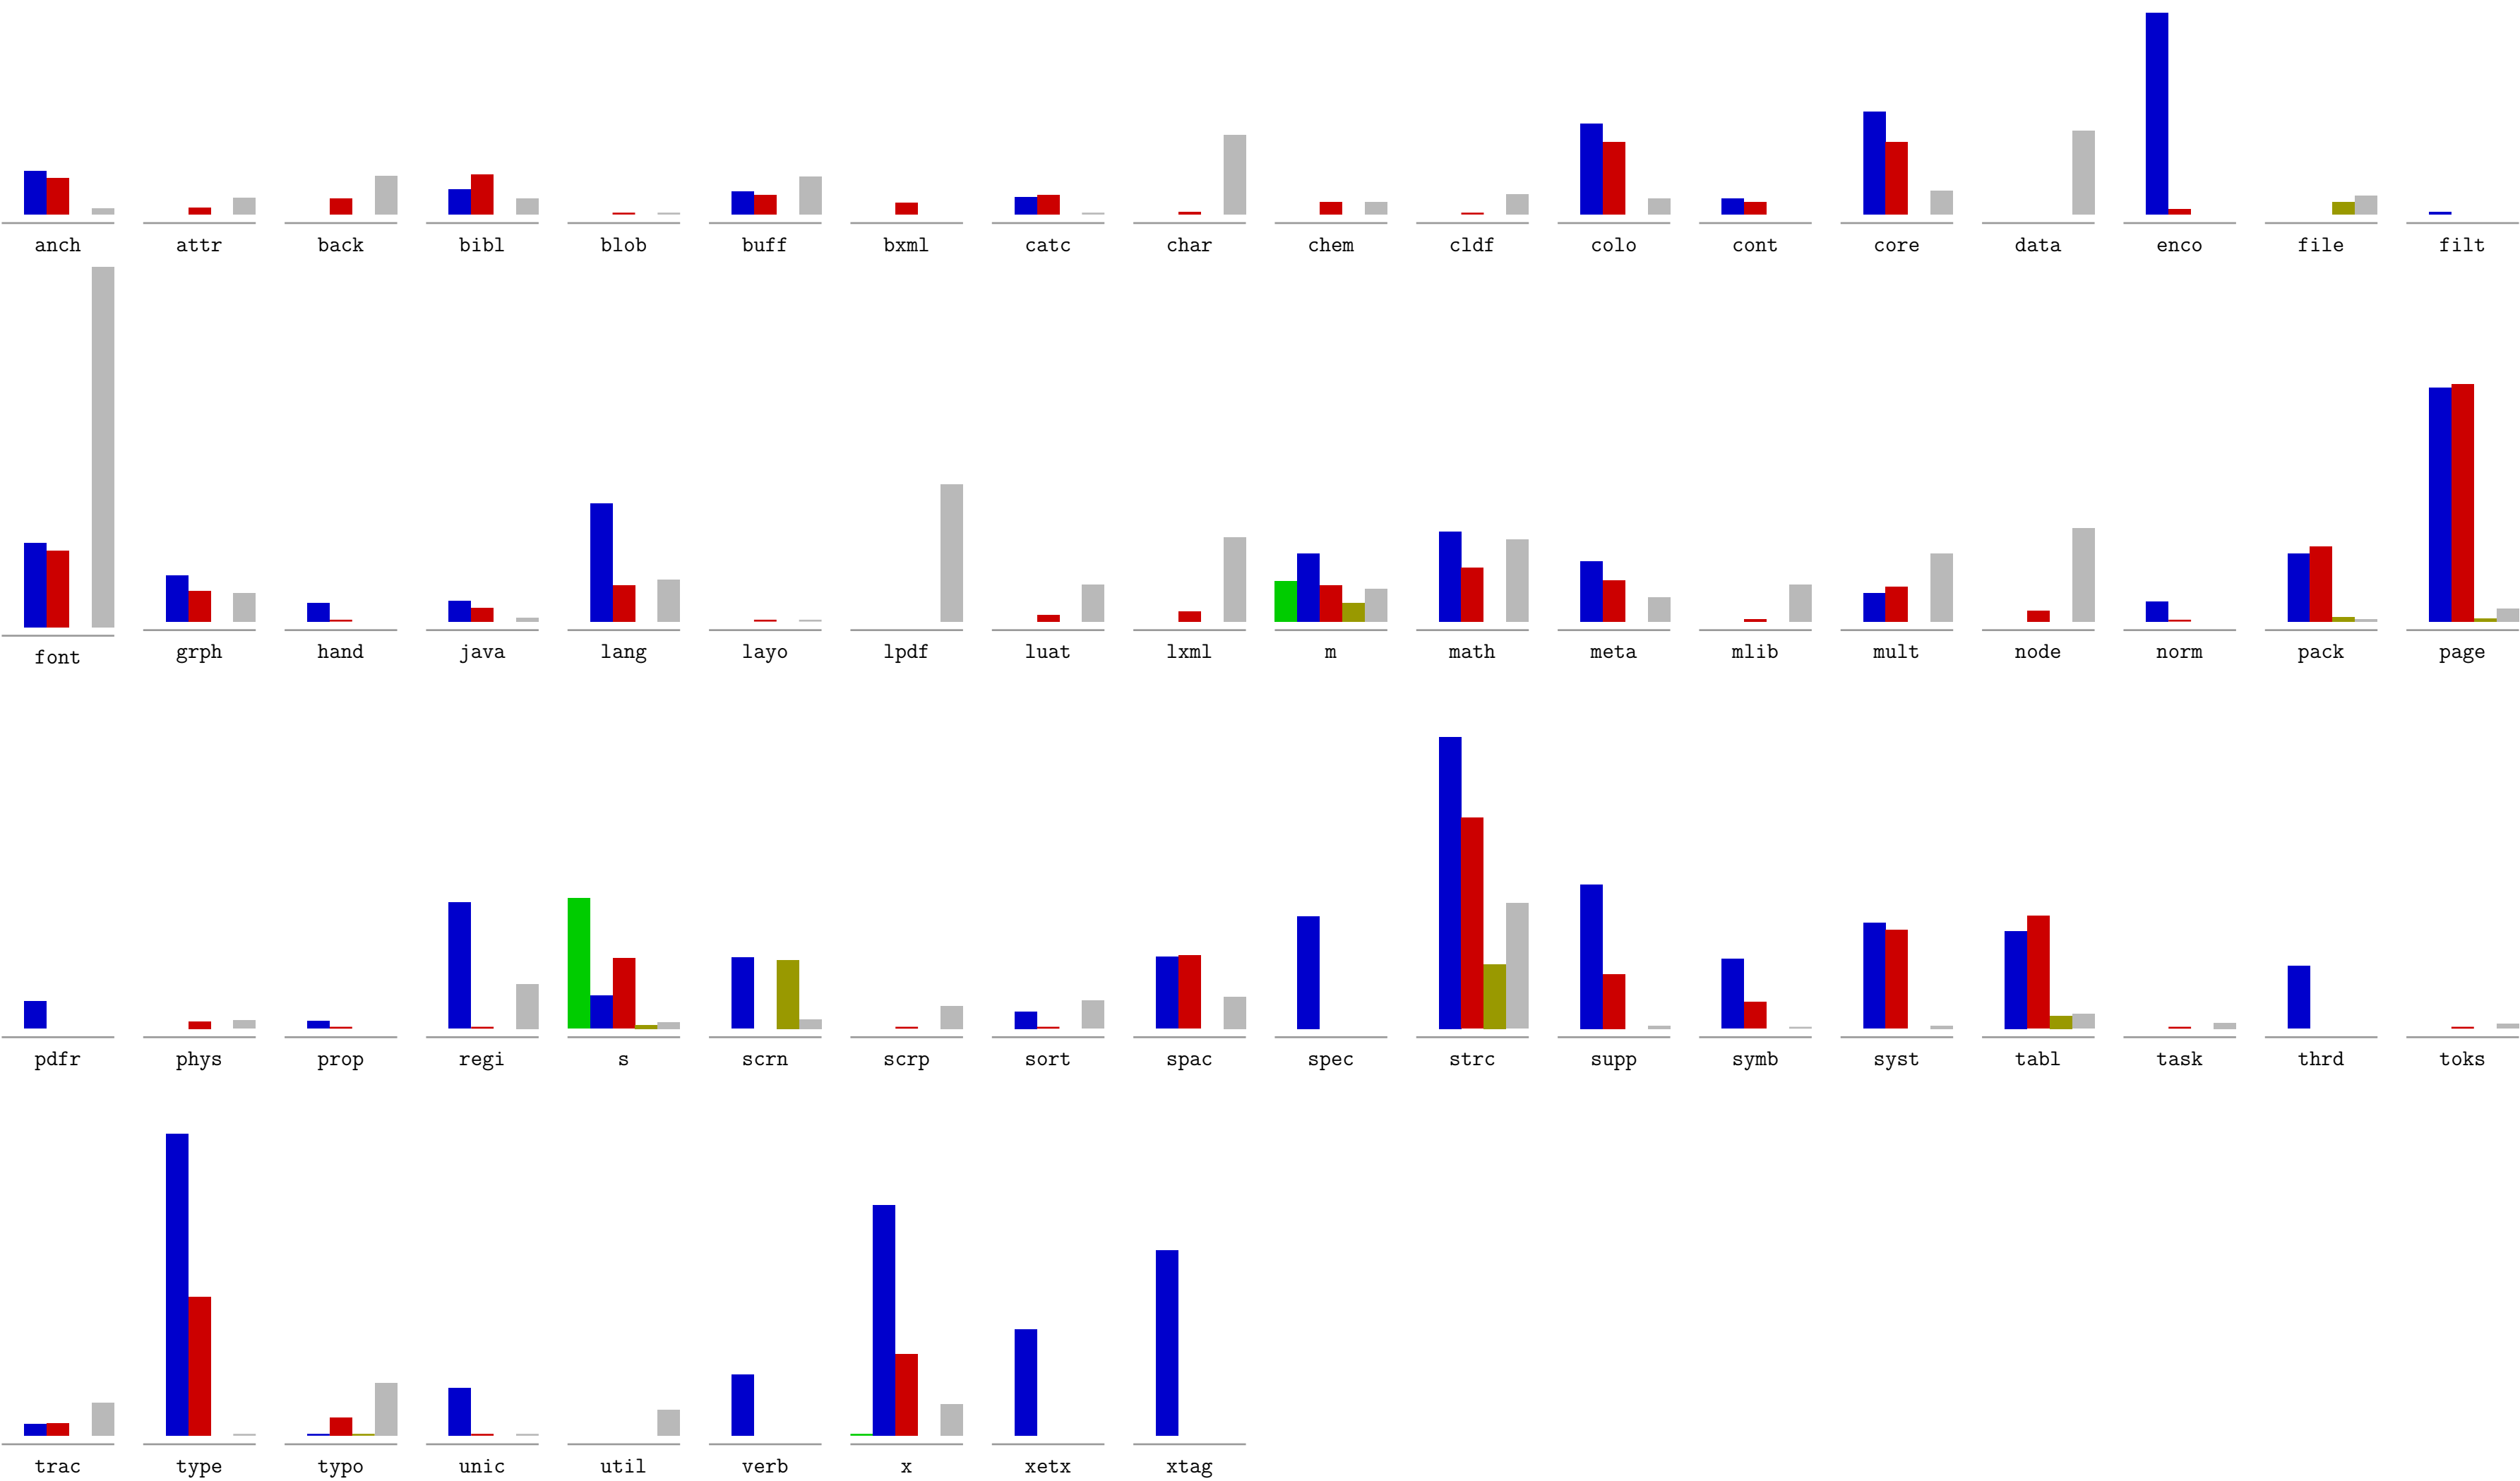 anch attr back bibl blob buff bxml catc char chem cldf colo cont core data enco file filt
font grph hand java lang layo lpdf luat lxml m math meta mlib mult node norm pack page
pdfr phys prop regi s scrn scrp sort spac spec strc supp symb syst tabl task thrd toks
trac type typo unic util verb x xetx xtag